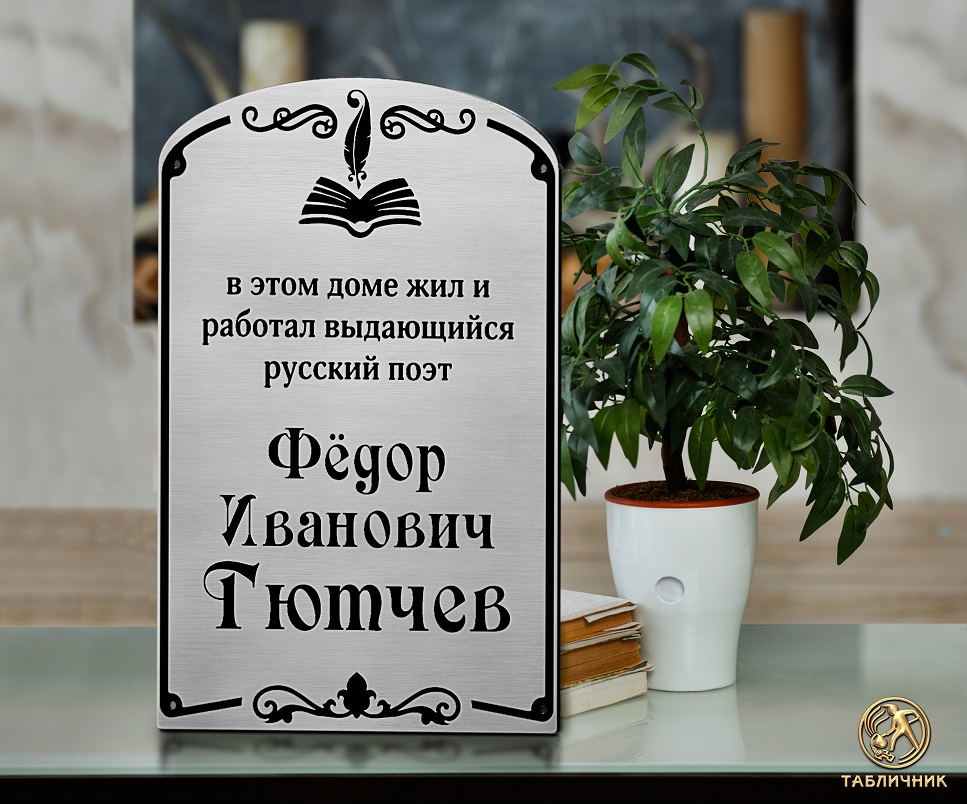 в этом доме жил и
работал выдающийся
русский поэт
Фёдор
Иванович
Тютчев
ТАБЛИЧНИК